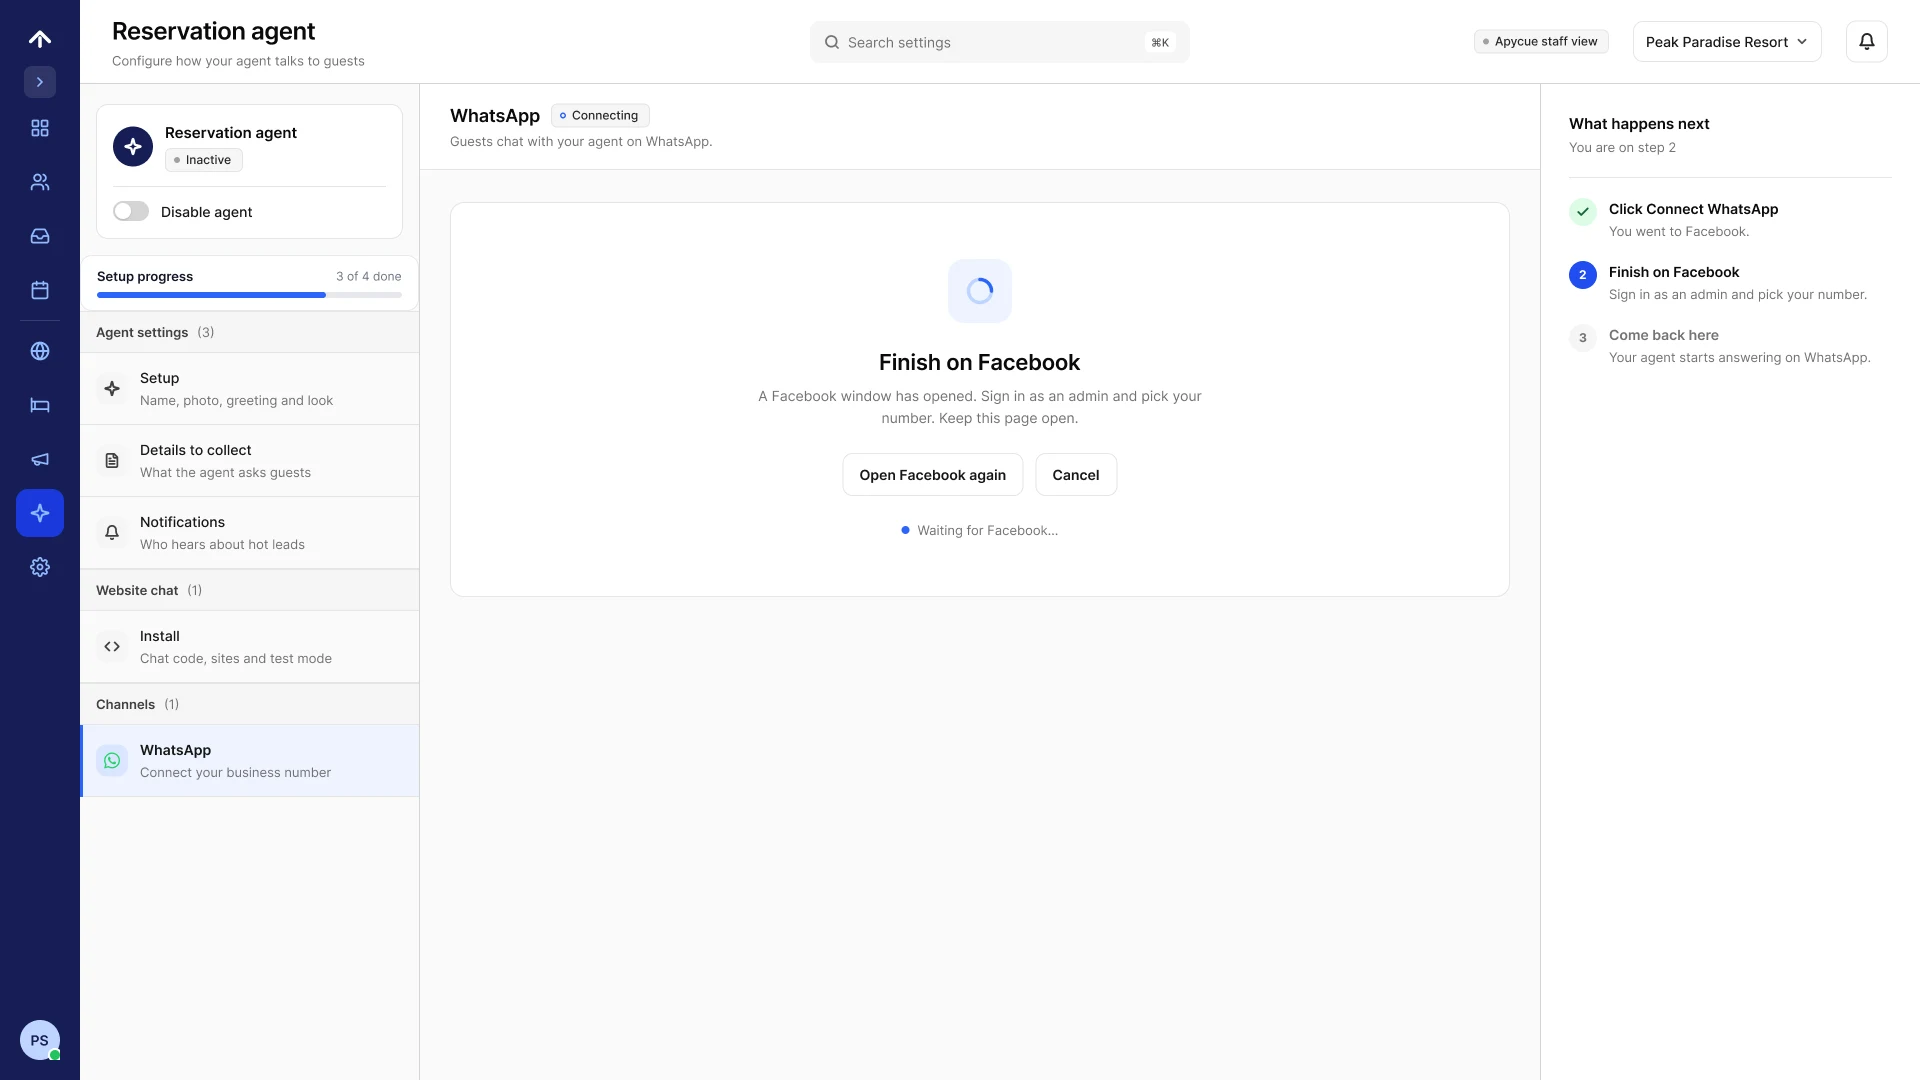 Reservation agent
Configure how your agent talks to guests
Search settings
⌘K
Apycue staff view
Peak Paradise Resort
Reservation agent
Inactive
Disable agent
Setup progress
3 of 4 done
Agent settings (3)
Setup
Name, photo, greeting and look
Details to collect
What the agent asks guests
Notifications
Who hears about hot leads
Website chat (1)
Install
Chat code, sites and test mode
Channels (1)
WhatsApp
Connect your business number
PS
WhatsApp
Connecting
Guests chat with your agent on WhatsApp.
Finish on Facebook
A Facebook window has opened. Sign in as an admin and pick your
number. Keep this page open.
Open Facebook again
Cancel
Waiting for Facebook...
What happens next
You are on step 2
Click Connect WhatsApp
You went to Facebook.
2
Finish on Facebook
Sign in as an admin and pick your number.
3
Come back here
Your agent starts answering on WhatsApp.